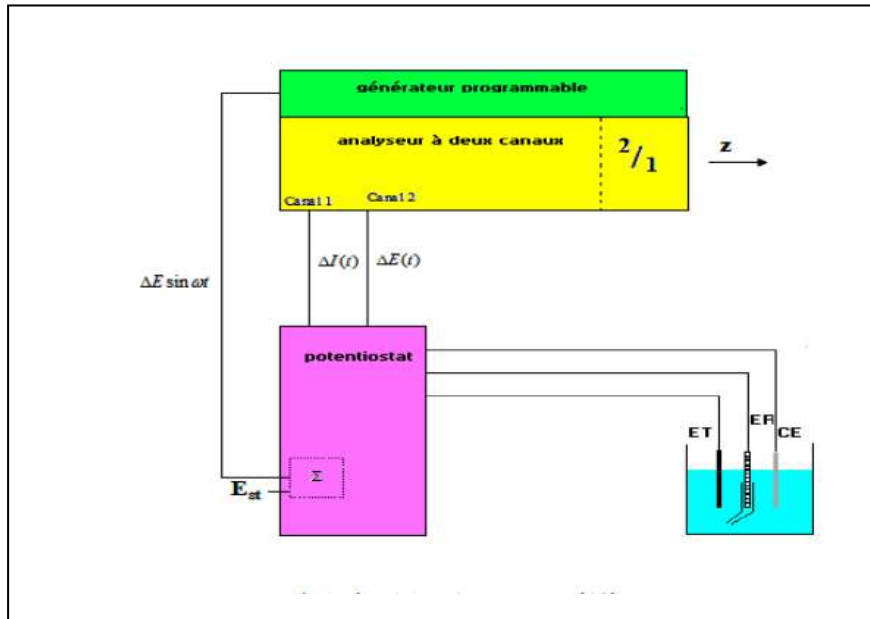 générateur programmable
analyseur à deux canaux
2/1
z
Canal 1
Canal 2
ΔI(t)
ΔE(t)
ΔE sin ωt
potentiostat
Σ
E_st
ET
ER
CE